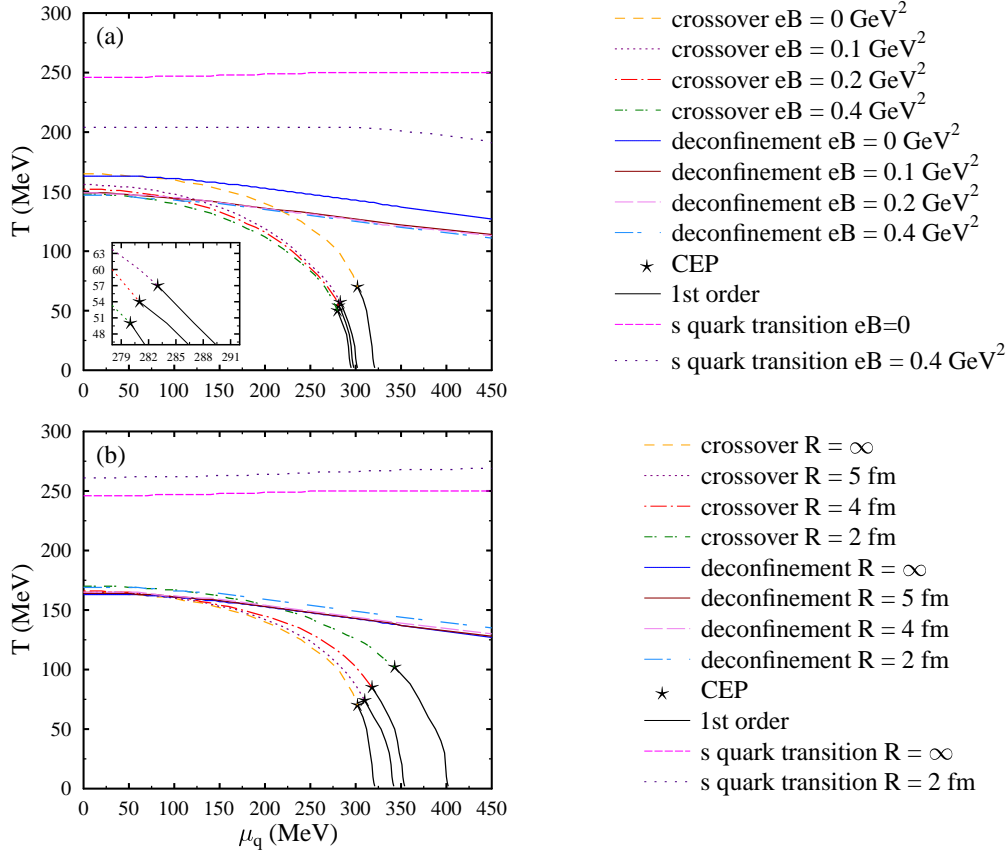 (a)
T (MeV)
300
250
200
150
100
50
0
63
60
57
54
51
48
279 282 285 288 291
0 50 100 150 200 250 300 350 400 450
crossover eB = 0 GeV²
crossover eB = 0.1 GeV²
crossover eB = 0.2 GeV²
crossover eB = 0.4 GeV²
deconfinement eB = 0 GeV²
deconfinement eB = 0.1 GeV²
deconfinement eB = 0.2 GeV²
deconfinement eB = 0.4 GeV²
CEP
1st order
s quark transition eB=0
s quark transition eB = 0.4 GeV²
(b)
T (MeV)
300
250
200
150
100
50
0
0 50 100 150 200 250 300 350 400 450
μq (MeV)
crossover R = ∞
crossover R = 5 fm
crossover R = 4 fm
crossover R = 2 fm
deconfinement R = ∞
deconfinement R = 5 fm
deconfinement R = 4 fm
deconfinement R = 2 fm
CEP
1st order
s quark transition R = ∞
s quark transition R = 2 fm